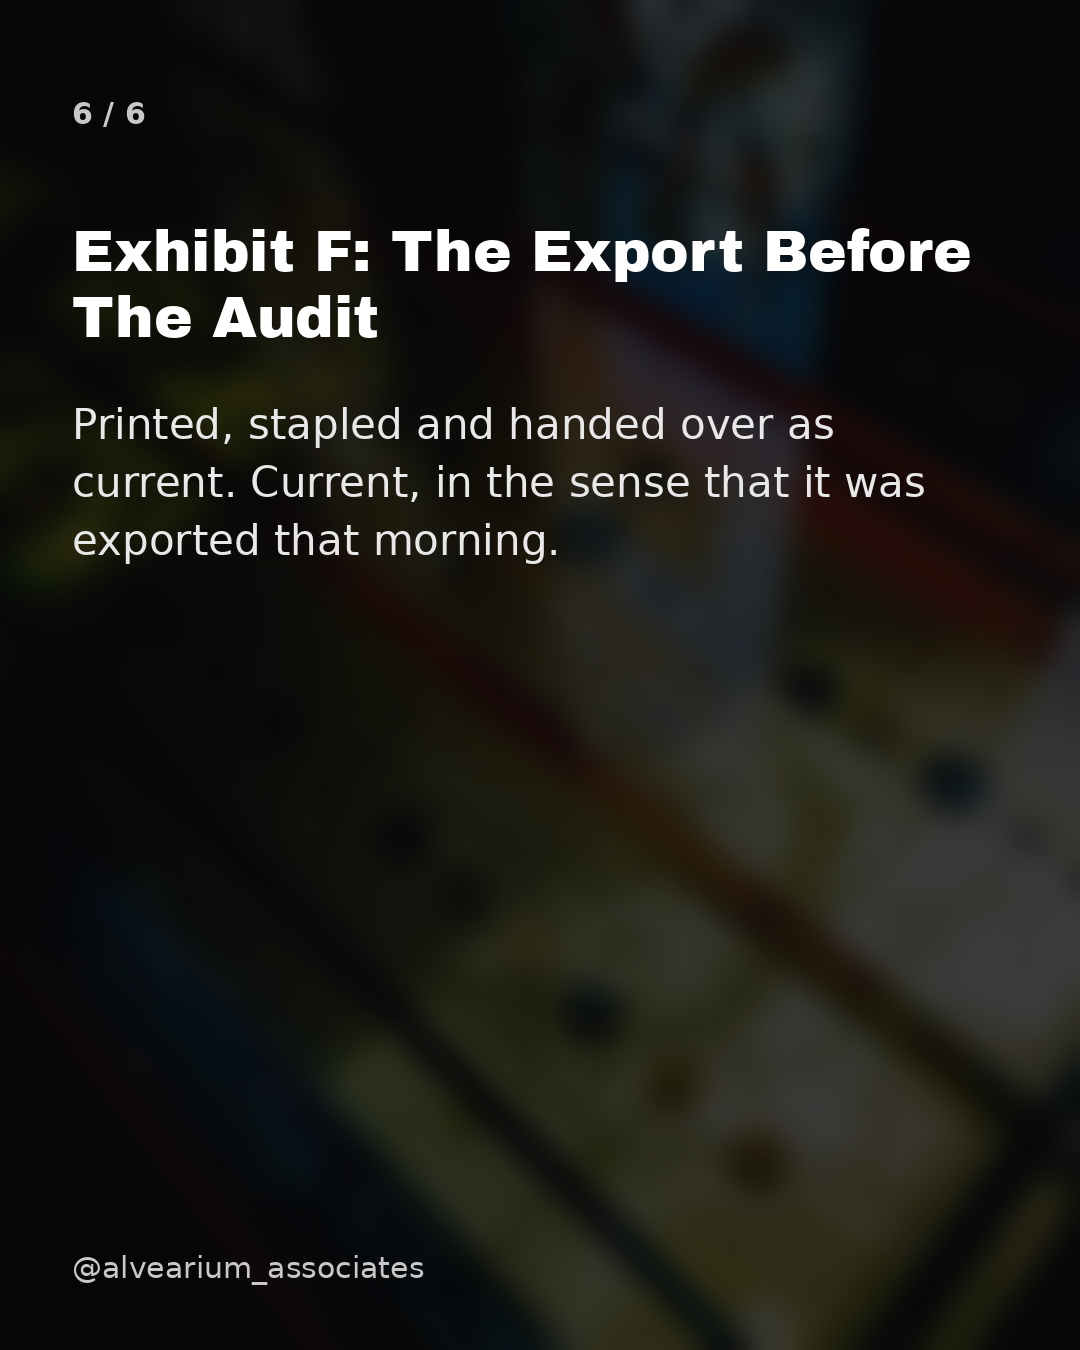 6 / 6
Exhibit F: The Export Before
The Audit
Printed, stapled and handed over as
current. Current, in the sense that it was
exported that morning.
@alvearium_associates